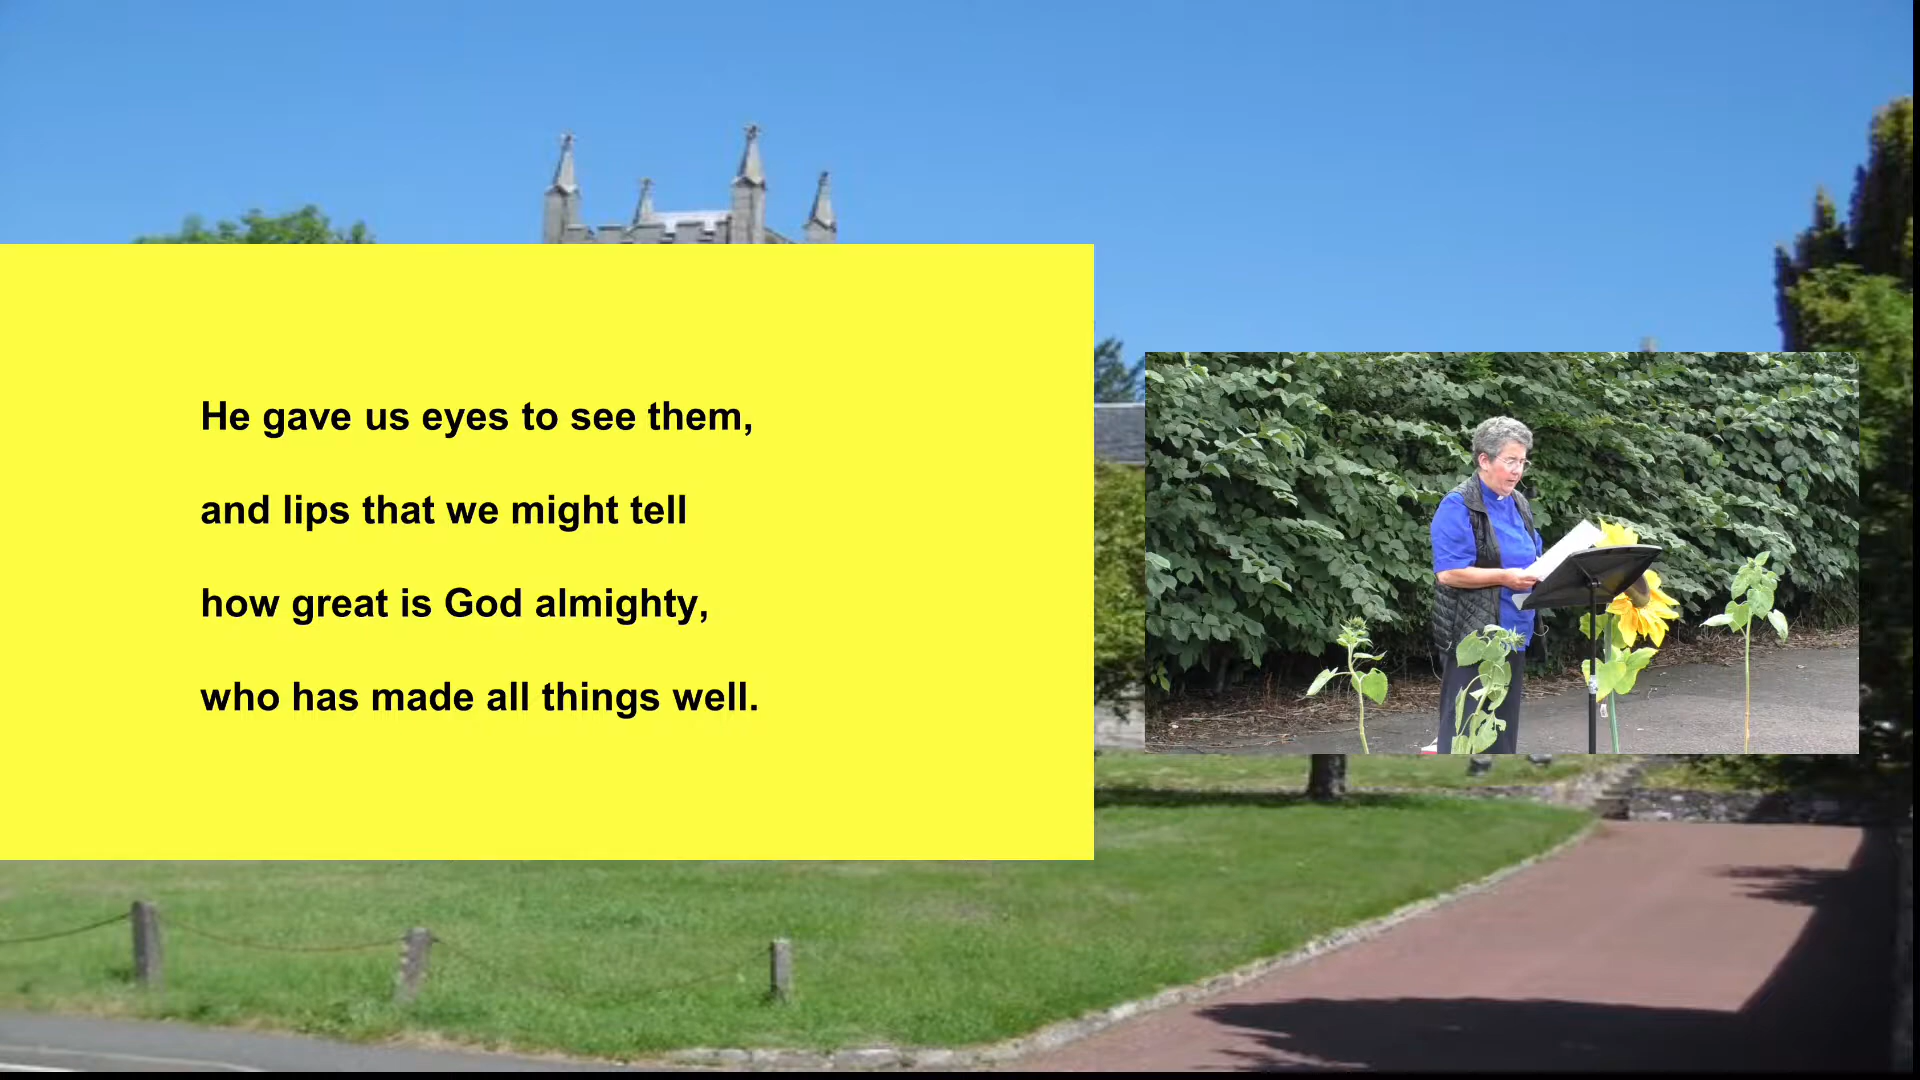 He gave us eyes to see them,
and lips that we might tell
how great is God almighty,
who has made all things well.